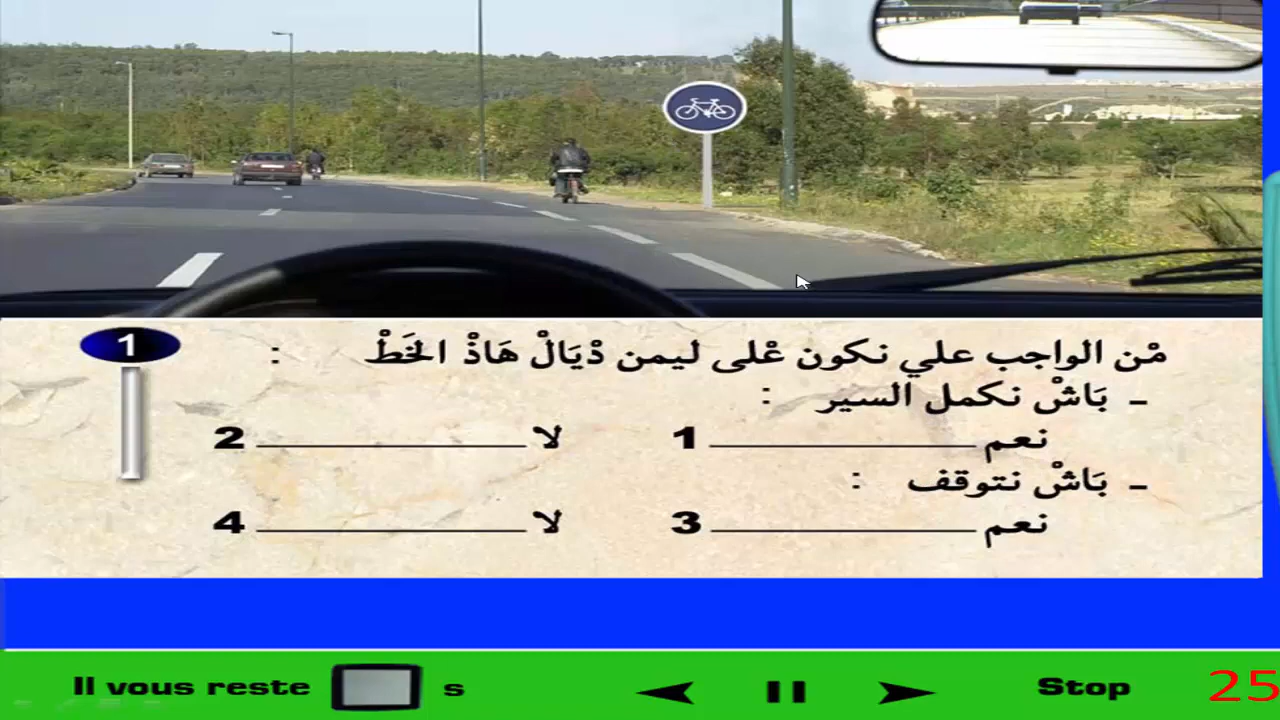 1
مْن الواجب علي نكون عْلى ليمن دْيَالْ هَاذْ الخَطْ :
ـ بَاشْ نكمل السير :
نعم 1 لا 2
ـ بَاشْ نتوقف :
نعم 3 لا 4
Il vous reste s Stop 25